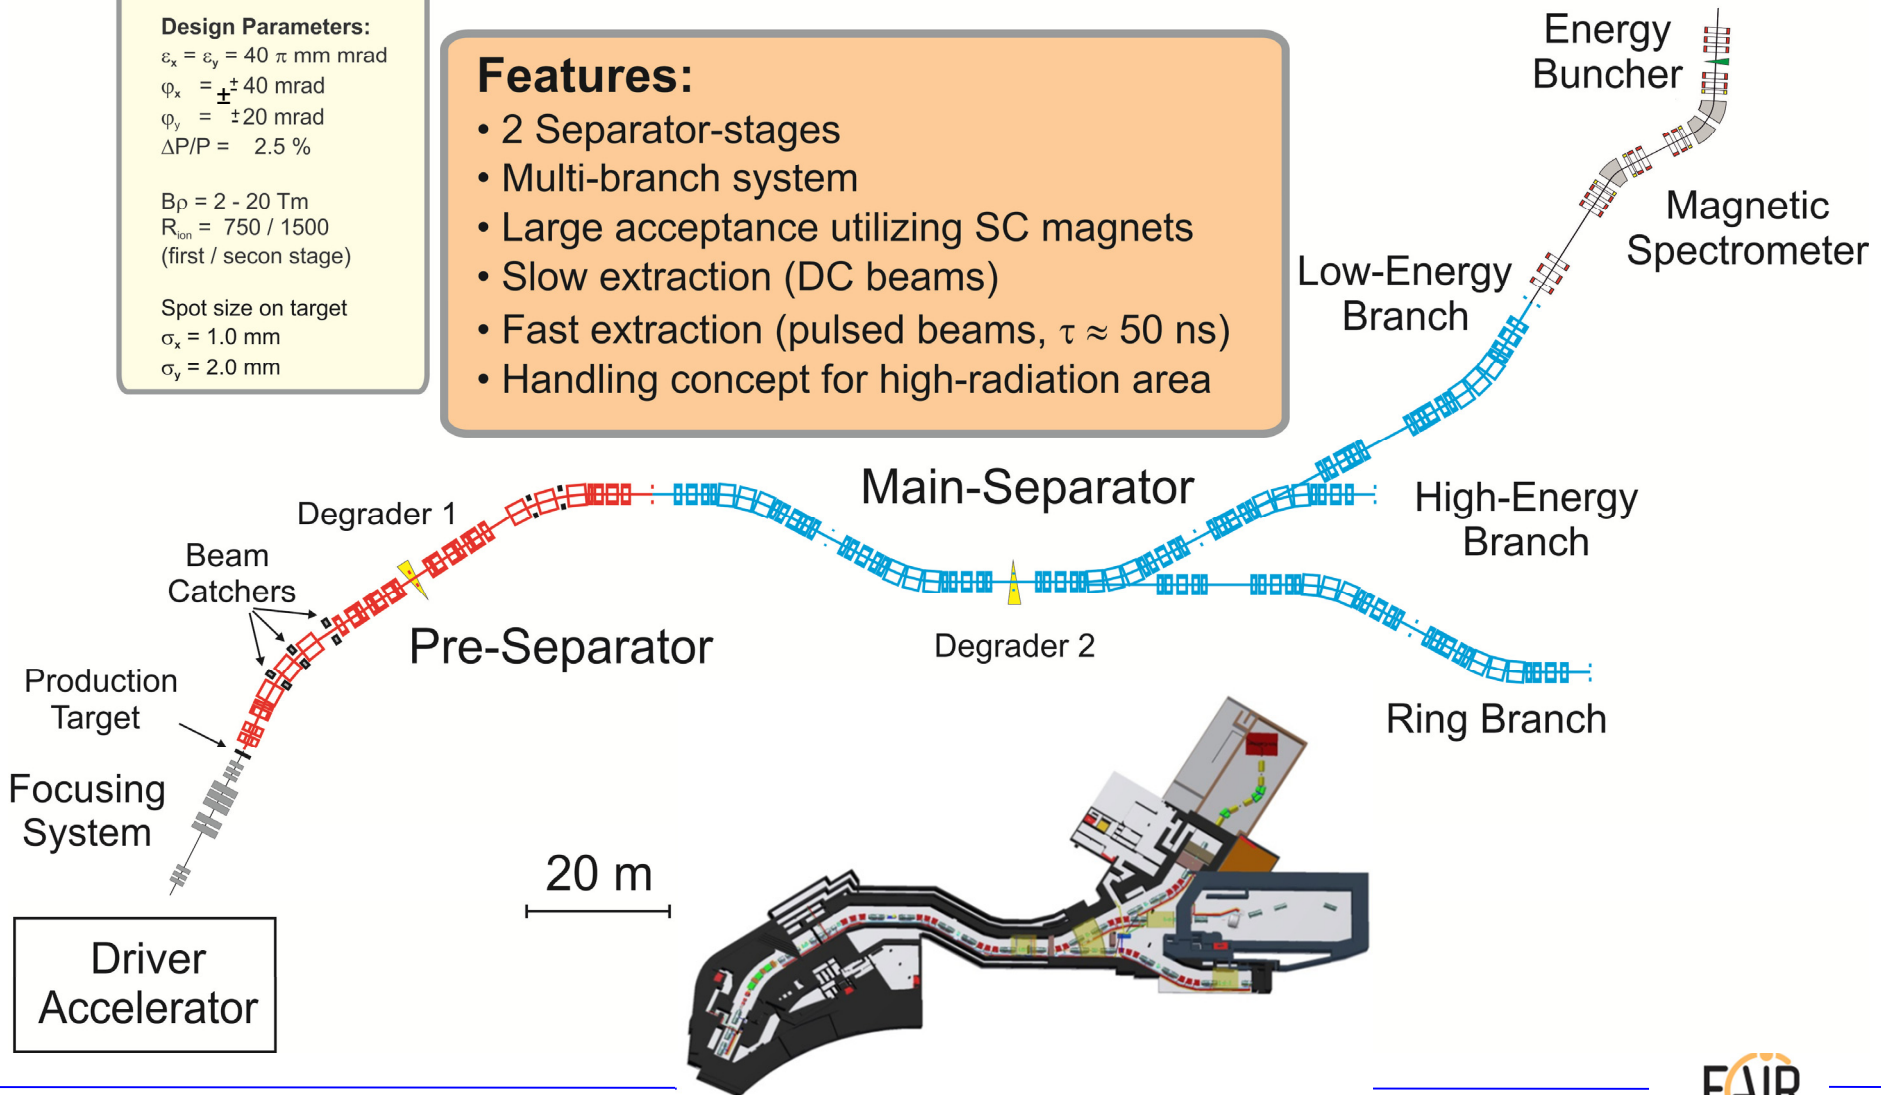 Design Parameters:
εx = εy = 40 π mm mrad
φx = ± ± 40 mrad
φy = ±20 mrad
ΔP/P = 2.5 %
Bρ = 2 - 20 Tm
Rion = 750 / 1500
(first / secon stage)
Spot size on target
σx = 1.0 mm
σy = 2.0 mm
Features:
• 2 Separator-stages
• Multi-branch system
• Large acceptance utilizing SC magnets
• Slow extraction (DC beams)
• Fast extraction (pulsed beams, τ ≈ 50 ns)
• Handling concept for high-radiation area
Energy
Buncher
Magnetic
Spectrometer
Low-Energy
Branch
Main-Separator
High-Energy
Branch
Degrader 1
Beam
Catchers
Pre-Separator
Degrader 2
Production
Target
Ring Branch
Focusing
System
20 m
Driver
Accelerator
FAIR